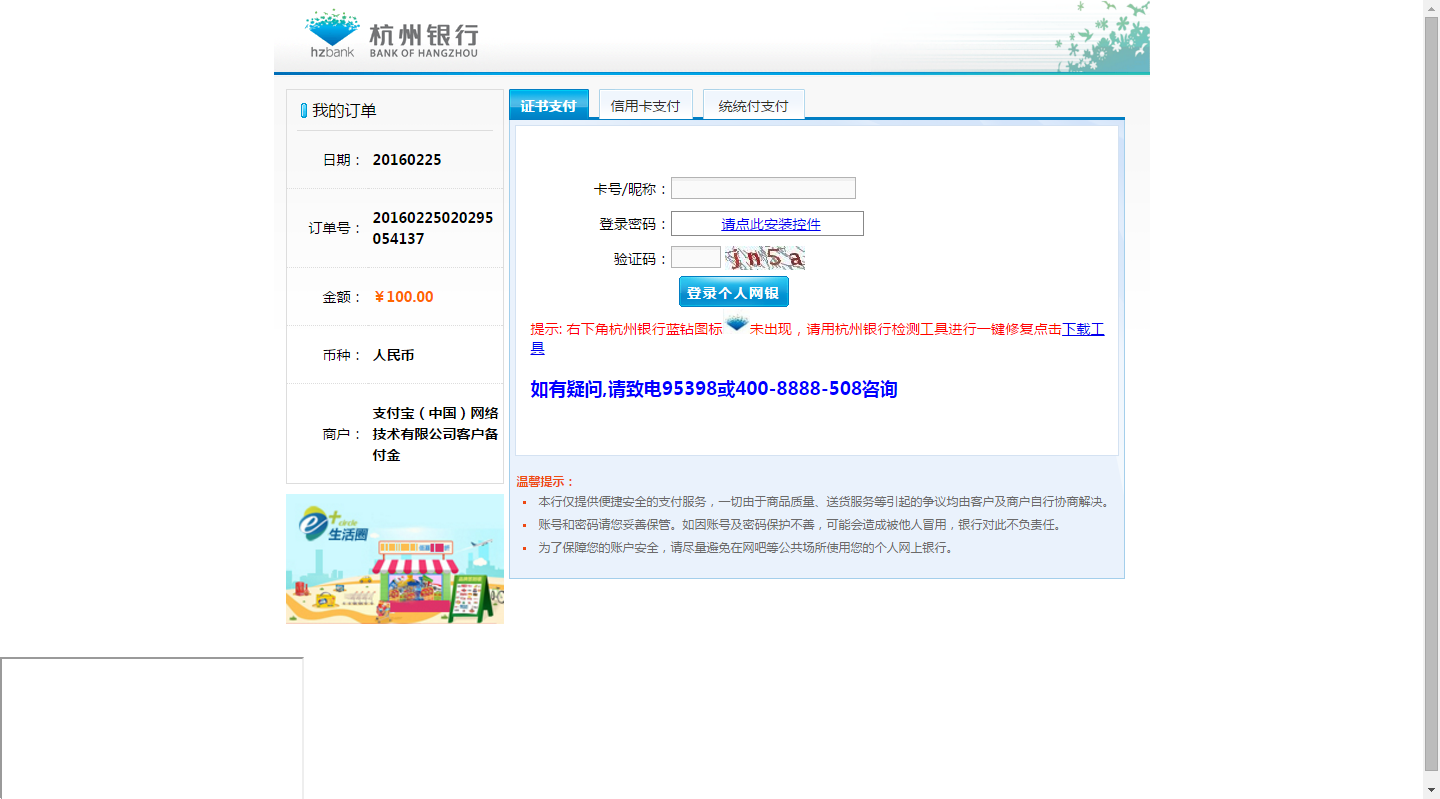 hzbank
杭州银行
BANK OF HANGZHOU
我的订单
日期： 20160225
订单号： 20160225020295
054137
金额： ￥100.00
币种： 人民币
商户： 支付宝（中国）网络
技术有限公司客户备
付金
e+circle
生活圈
证书支付 信用卡支付 统统付支付
卡号/昵称：
登录密码： 请点此安装控件
验证码： jn5a
登录个人网银
提示: 右下角杭州银行蓝钻图标 未出现，请用杭州银行检测工具进行一键修复点击下载工
具
如有疑问,请致电95398或400-8888-508咨询
温馨提示：
本行仅提供便捷安全的支付服务，一切由于商品质量、送货服务等引起的争议均由客户及商户自行协商解决。
账号和密码请您妥善保管。如因账号及密码保护不善，可能会造成被他人冒用，银行对此不负责任。
为了保障您的账户安全，请尽量避免在网吧等公共场所使用您的个人网上银行。